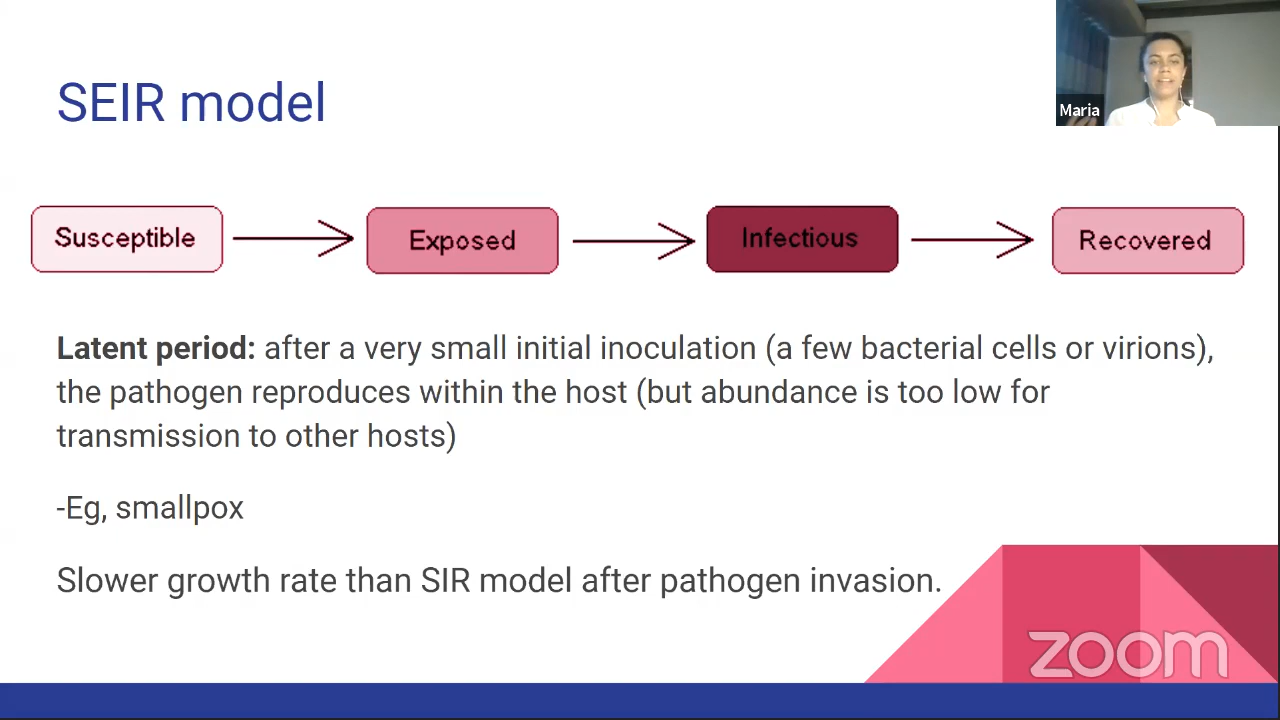 SEIR model
Maria
Susceptible
Exposed
Infectious
Recovered
Latent period: after a very small initial inoculation (a few bacterial cells or virions),
the pathogen reproduces within the host (but abundance is too low for
transmission to other hosts)
-Eg, smallpox
Slower growth rate than SIR model after pathogen invasion.
zoom